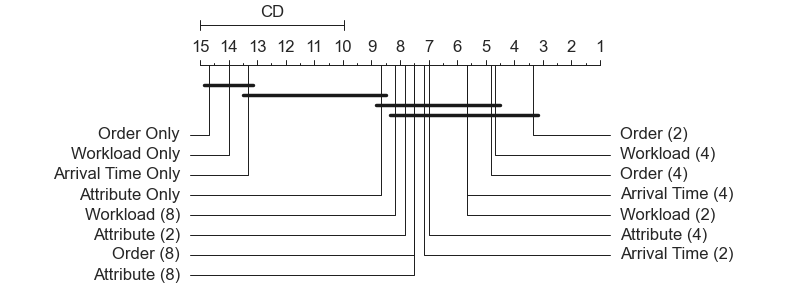 CD
15 14 13 12 11 10 9 8 7 6 5 4 3 2 1
Order Only
Workload Only
Arrival Time Only
Attribute Only
Workload (8)
Attribute (2)
Order (8)
Attribute (8)
Order (2)
Workload (4)
Order (4)
Arrival Time (4)
Workload (2)
Attribute (4)
Arrival Time (2)